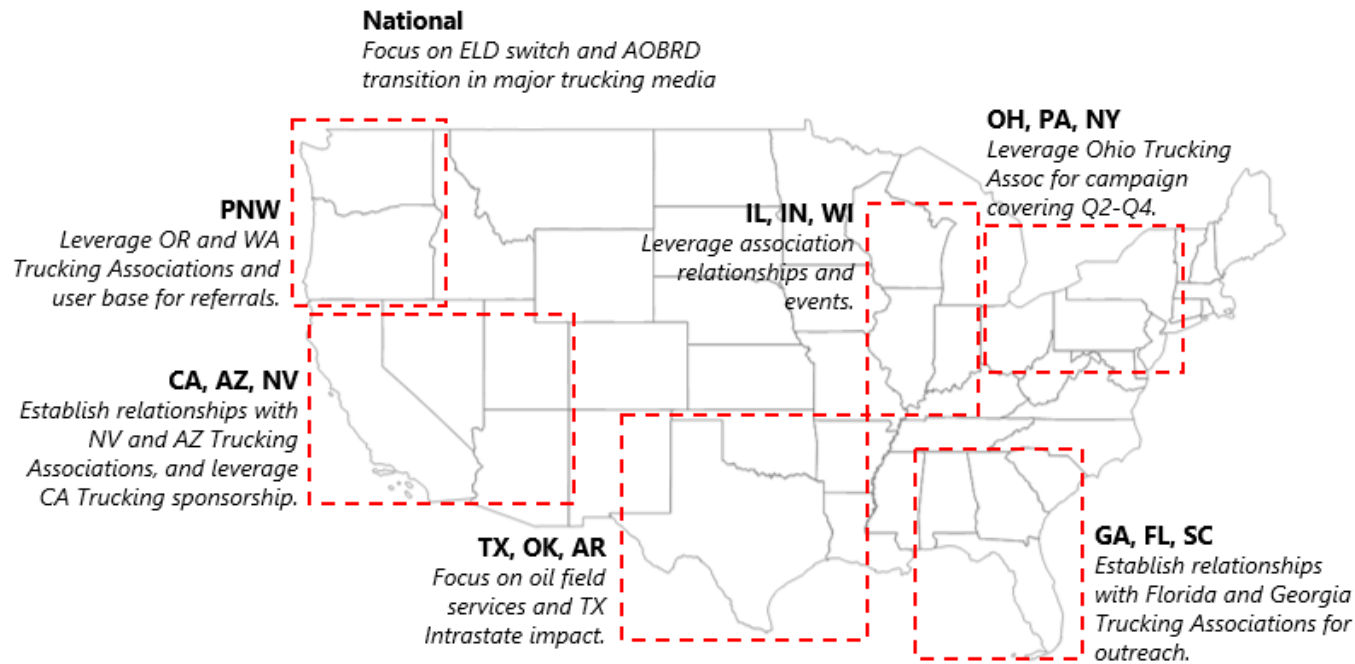 National
Focus on ELD switch and AOBRD
transition in major trucking media
OH, PA, NY
Leverage Ohio Trucking
Assoc for campaign
covering Q2-Q4.
PNW
Leverage OR and WA
Trucking Associations and
user base for referrals.
IL, IN, WI
Leverage association
relationships and
events.
CA, AZ, NV
Establish relationships with
NV and AZ Trucking
Associations, and leverage
CA Trucking sponsorship.
TX, OK, AR
Focus on oil field
services and TX
Intrastate impact.
GA, FL, SC
Establish relationships
with Florida and Georgia
Trucking Associations for
outreach.